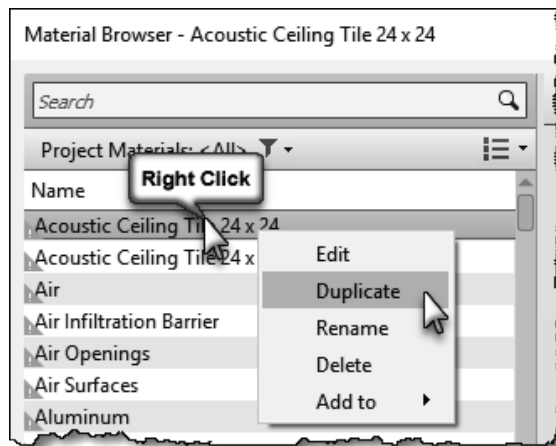 Material Browser - Acoustic Ceiling Tile 24 x 24
Search
Project Materials: <All>
Right Click
Name
Acoustic Ceiling Til 24 x 24
Acoustic Ceiling Tile 24 x
Air
Air Infiltration Barrier
Air Openings
Air Surfaces
Aluminum
Edit
Duplicate
Rename
Delete
Add to